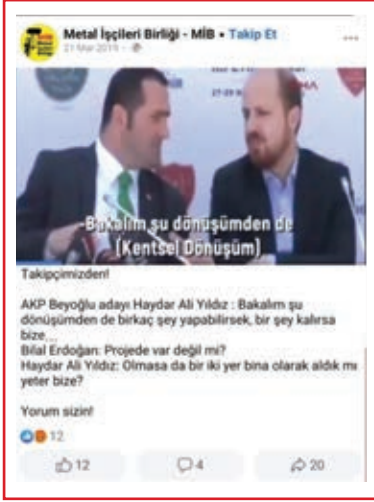 Metal İşçileri Birliği - MİB • Takip Et
21 Mar 2019
27-29
-Bakalım şu dönüşümden de
(Kentsel Dönüşüm)
Takipçimizden!
AKP Beyoğlu adayı Haydar Ali Yıldız : Bakalım şu
dönüşümden de birkaç şey yapabilirsek, bir şey kalırsa
bize...
Bilal Erdoğan: Projede var değil mi?
Haydar Ali Yıldız: Olmasa da bir iki yer bina olarak aldık mı
yeter bize?
Yorum sizin!
12
12 4 20